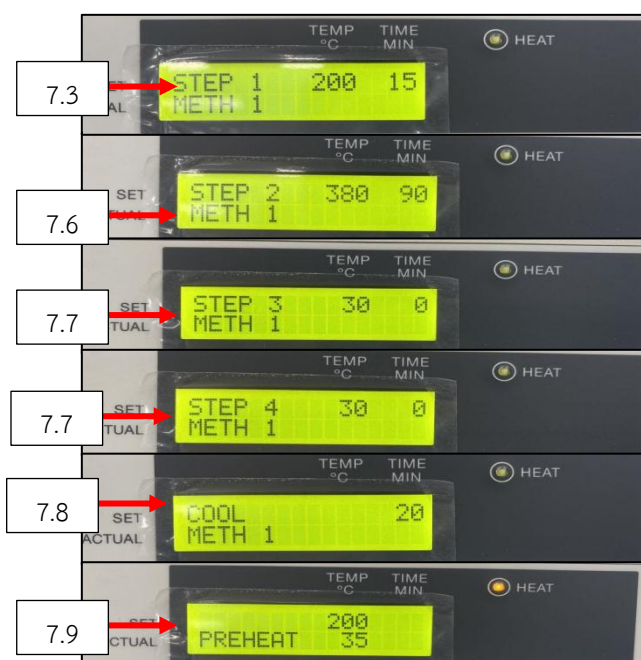 TEMP TIME
°C MIN
HEAT
7.3
STEP 1 200 15
METH 1
AL
TEMP TIME
°C MIN
HEAT
SET
7.6
STEP 2 380 90
METH 1
TEMP TIME
°C MIN
HEAT
SET
7.7
STEP 3 30 0
TUAL METH 1
TEMP TIME
°C MIN
HEAT
SET
7.7
STEP 4 30 0
TUAL METH 1
TEMP TIME
°C MIN
HEAT
7.8
SET COOL 20
ACTUAL METH 1
TEMP TIME
°C MIN
HEAT
7.9
200
CTUAL PREHEAT 35